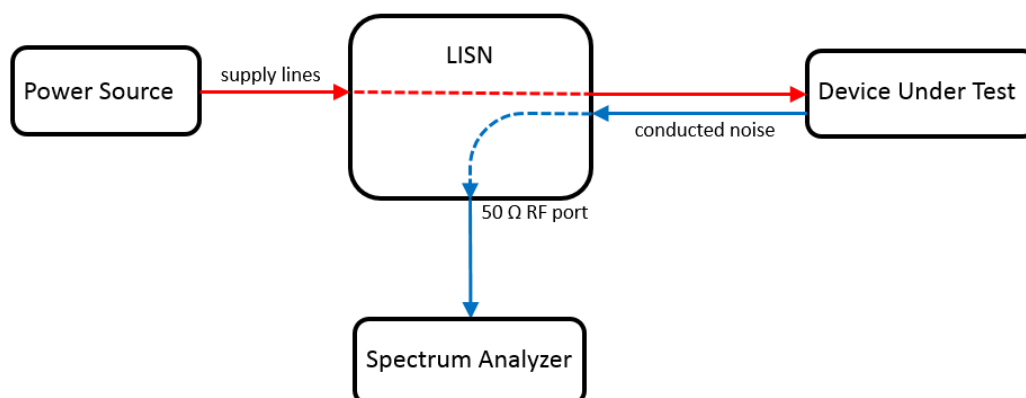 LISN
Power Source
supply lines
Device Under Test
conducted noise
50 Ω RF port
Spectrum Analyzer